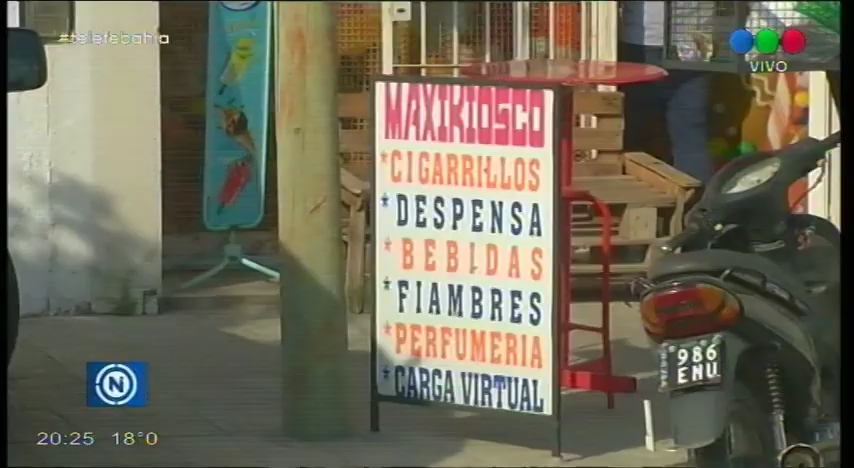 #telefebahia
VIVO
MAXIKIOSCO
*CIGARRILLOS
*DESPENSA
*BEBIDAS
*FIAMBRES
*PERFUMERIA
*CARGA VIRTUAL
986
ENU
N
20:25 18°0